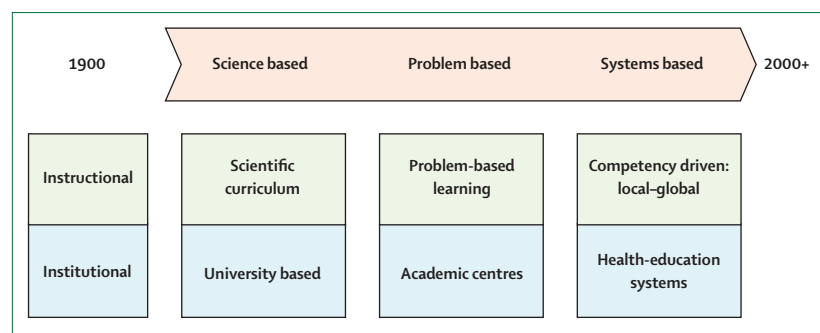 1900
Science based
Problem based
Systems based
2000+
Instructional
Scientific
curriculum
Problem-based
learning
Competency driven:
local–global
Institutional
University based
Academic centres
Health-education
systems